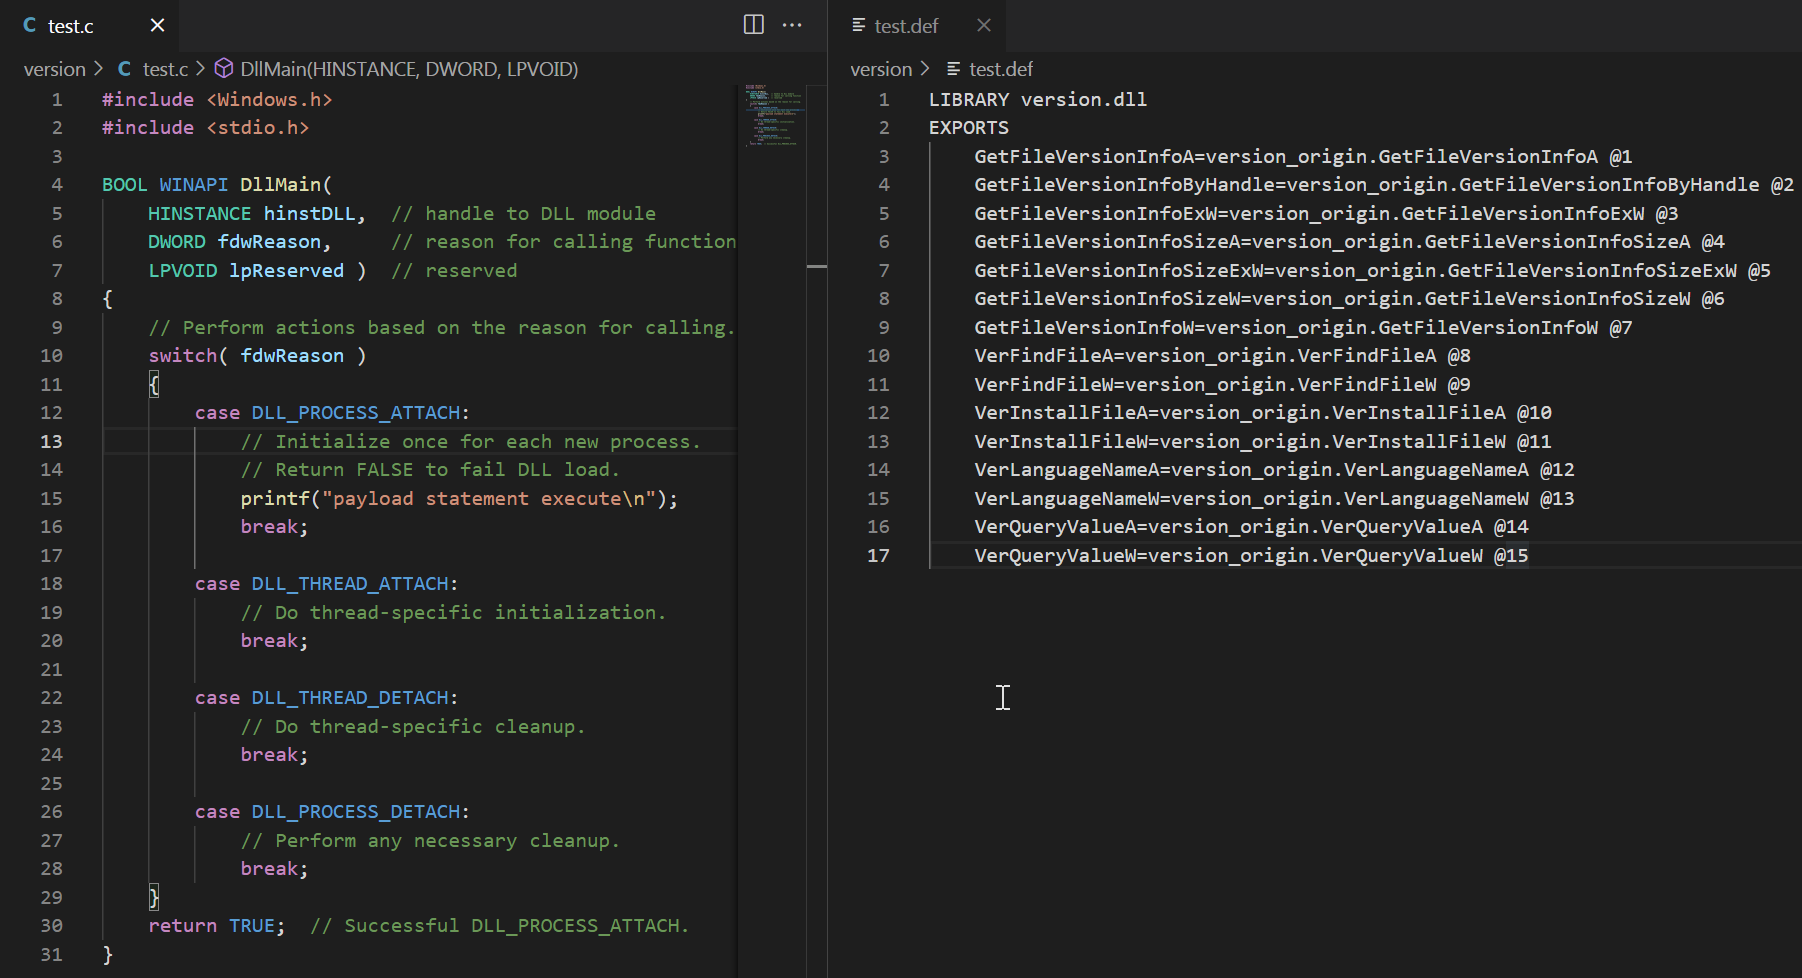 test.c
version > test.c > DllMain(HINSTANCE, DWORD, LPVOID)
1 #include <Windows.h>
2 #include <stdio.h>
3
4 BOOL WINAPI DllMain(
5     HINSTANCE hinstDLL,  // handle to DLL module
6     DWORD fdwReason,     // reason for calling function
7     LPVOID lpReserved )  // reserved
8 {
9     // Perform actions based on the reason for calling.
10     switch( fdwReason )
11     {
12         case DLL_PROCESS_ATTACH:
13             // Initialize once for each new process.
14             // Return FALSE to fail DLL load.
15             printf("payload statement execute\n");
16             break;
17
18         case DLL_THREAD_ATTACH:
19             // Do thread-specific initialization.
20             break;
21
22         case DLL_THREAD_DETACH:
23             // Do thread-specific cleanup.
24             break;
25
26         case DLL_PROCESS_DETACH:
27             // Perform any necessary cleanup.
28             break;
29     }
30     return TRUE;  // Successful DLL_PROCESS_ATTACH.
31 }
test.def
version > test.def
1 LIBRARY version.dll
2 EXPORTS
3     GetFileVersionInfoA=version_origin.GetFileVersionInfoA @1
4     GetFileVersionInfoByHandle=version_origin.GetFileVersionInfoByHandle @2
5     GetFileVersionInfoExW=version_origin.GetFileVersionInfoExW @3
6     GetFileVersionInfoSizeA=version_origin.GetFileVersionInfoSizeA @4
7     GetFileVersionInfoSizeExW=version_origin.GetFileVersionInfoSizeExW @5
8     GetFileVersionInfoSizeW=version_origin.GetFileVersionInfoSizeW @6
9     GetFileVersionInfoW=version_origin.GetFileVersionInfoW @7
10     VerFindFileA=version_origin.VerFindFileA @8
11     VerFindFileW=version_origin.VerFindFileW @9
12     VerInstallFileA=version_origin.VerInstallFileA @10
13     VerInstallFileW=version_origin.VerInstallFileW @11
14     VerLanguageNameA=version_origin.VerLanguageNameA @12
15     VerLanguageNameW=version_origin.VerLanguageNameW @13
16     VerQueryValueA=version_origin.VerQueryValueA @14
17     VerQueryValueW=version_origin.VerQueryValueW @15